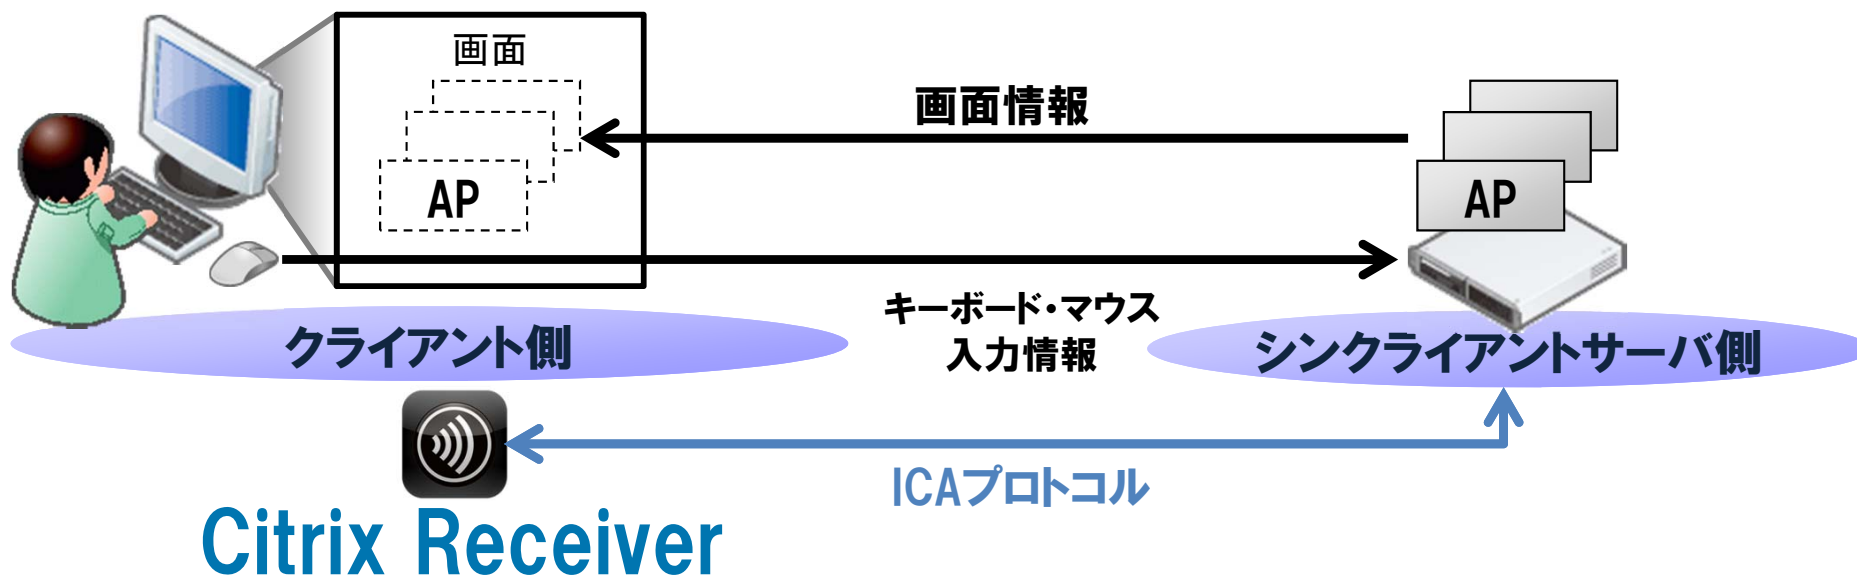 画面
画面情報
AP
AP
キーボード・マウス
入力情報
クライアント側
シンクライアントサーバ側
ICAプロトコル
Citrix Receiver